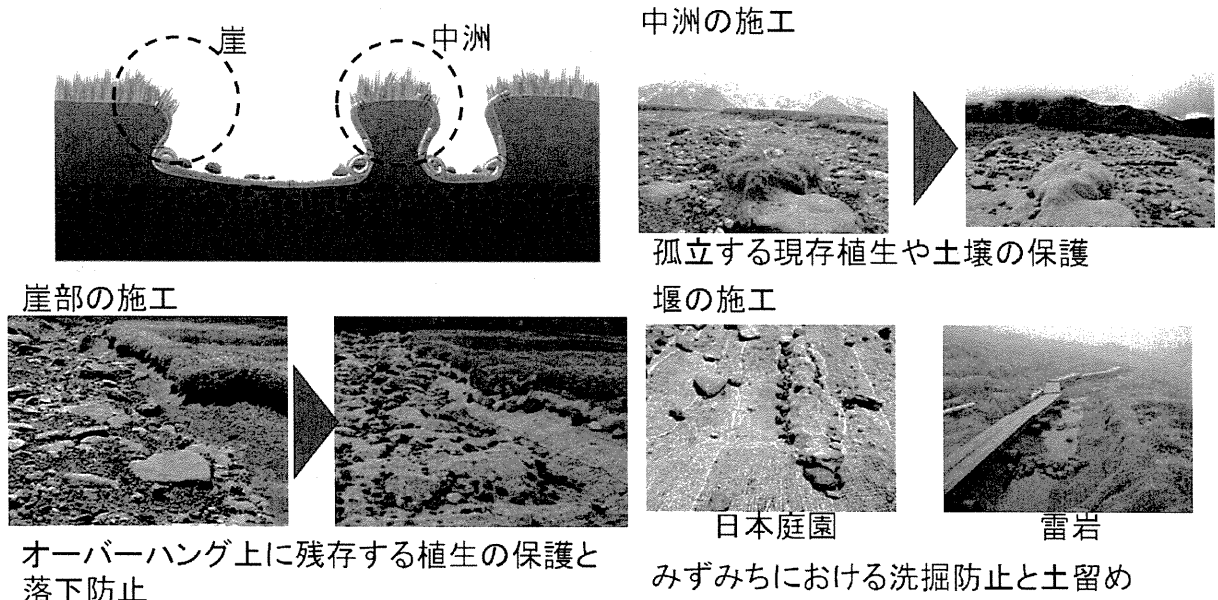 崖
中洲
中洲の施工
孤立する現存植生や土壌の保護
崖部の施工
オーバーハング上に残存する植生の保護と
落下防止
堰の施工
日本庭園
雷岩
みずみちにおける洗掘防止と土留め